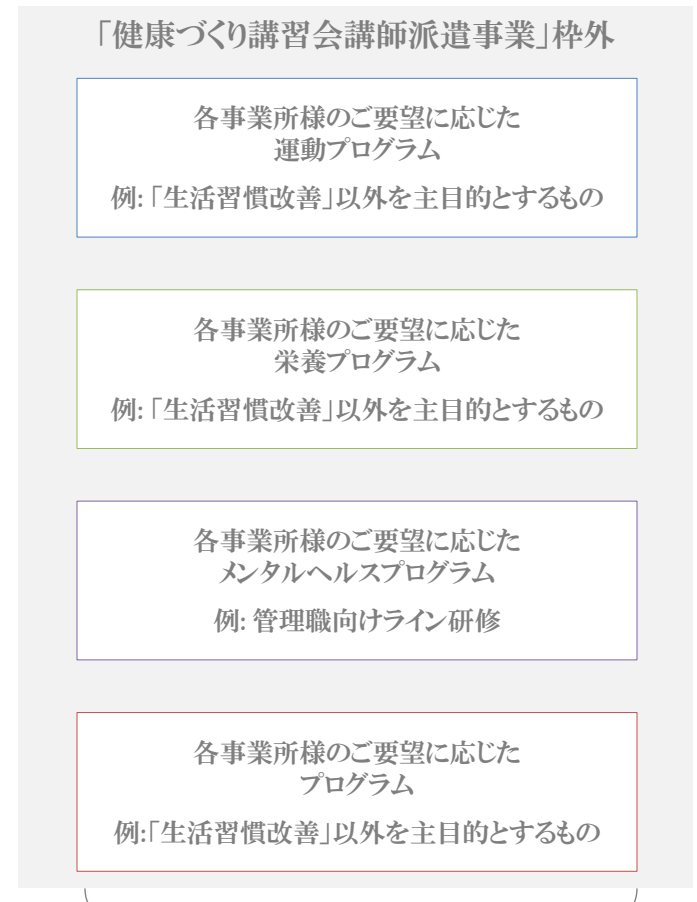 「健康づくり講習会講師派遣事業」枠外
各事業所様のご要望に応じた
運動プログラム
例: 「生活習慣改善」以外を主目的とするもの
各事業所様のご要望に応じた
栄養プログラム
例: 「生活習慣改善」以外を主目的とするもの
各事業所様のご要望に応じた
メンタルヘルスプログラム
例: 管理職向けライン研修
各事業所様のご要望に応じた
プログラム
例:「生活習慣改善」以外を主目的とするもの